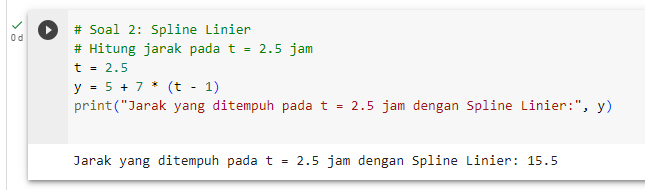 0 d
# Soal 2: Spline Linier
# Hitung jarak pada t = 2.5 jam
t = 2.5
y = 5 + 7 * (t - 1)
print("Jarak yang ditempuh pada t = 2.5 jam dengan Spline Linier:", y)
Jarak yang ditempuh pada t = 2.5 jam dengan Spline Linier: 15.5